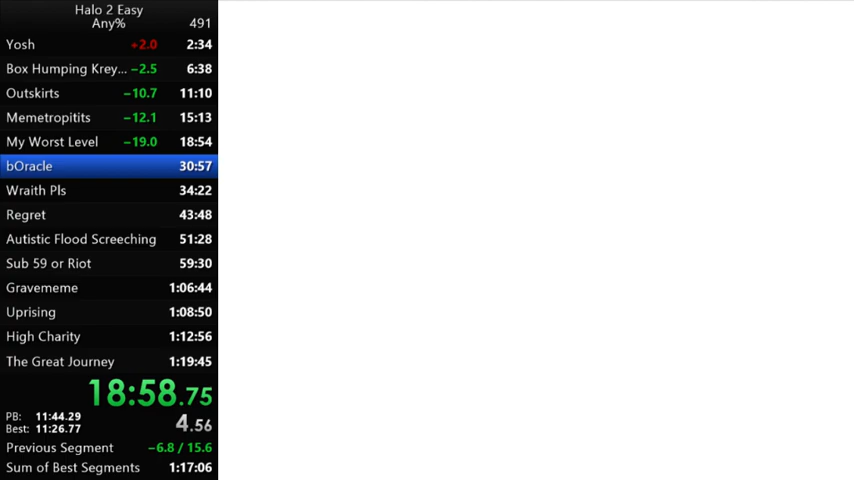 Halo 2 Easy
Any% 491
Yosh +2.0 2:34
Box Humping Krey... −2.5 6:38
Outskirts −10.7 11:10
Memetropitits −12.1 15:13
My Worst Level −19.0 18:54
bOracle 30:57
Wraith Pls 34:22
Regret 43:48
Autistic Flood Screeching 51:28
Sub 59 or Riot 59:30
Gravememe 1:06:44
Uprising 1:08:50
High Charity 1:12:56
The Great Journey 1:19:45
18:58.75
PB: 11:44.29
Best: 11:26.77
4.56
Previous Segment −6.8 / 15.6
Sum of Best Segments 1:17:06